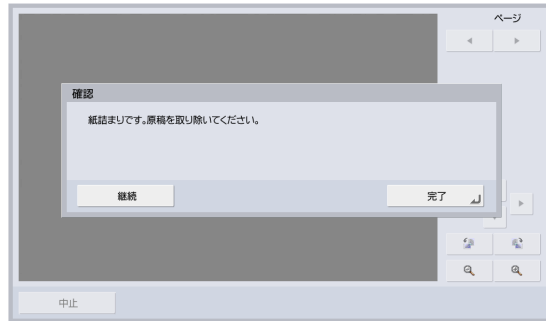 ページ
確認
紙詰まりです。原稿を取り除いてください。
継続
完了
中止